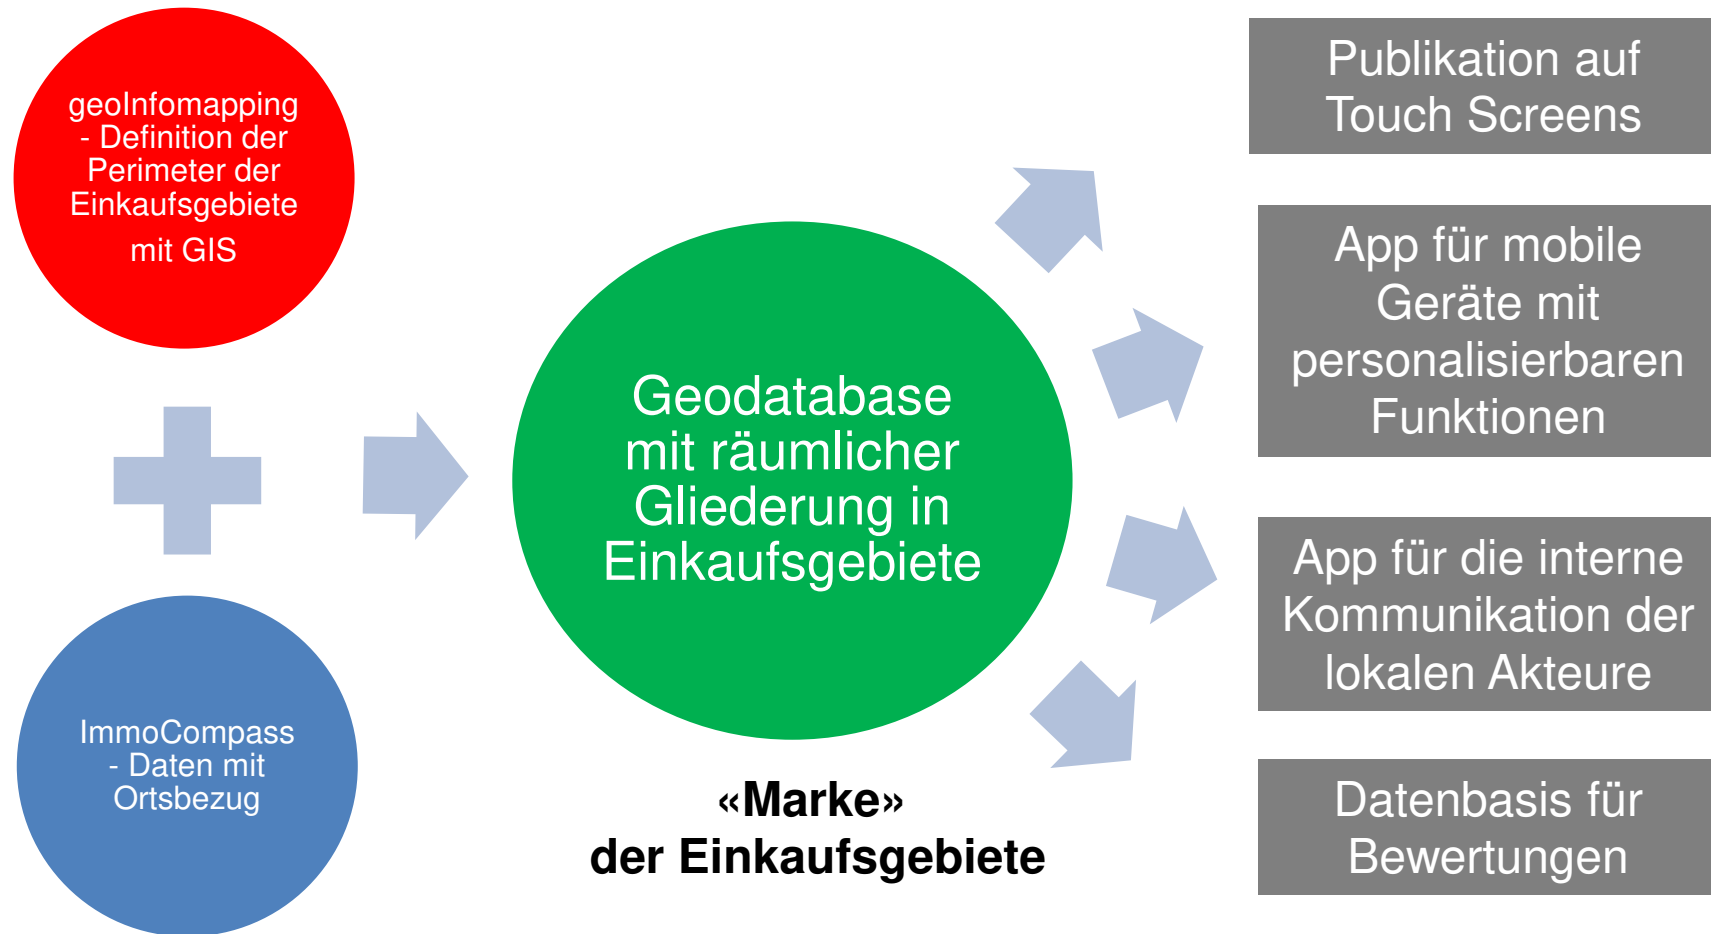 geoInfomapping
- Definition der
Perimeter der
Einkaufsgebiete
mit GIS
ImmoCompass
- Daten mit
Ortsbezug
Geodatabase
mit räumlicher
Gliederung in
Einkaufsgebiete
«Marke»
der Einkaufsgebiete
Publikation auf
Touch Screens
App für mobile
Geräte mit
personalisierbaren
Funktionen
App für die interne
Kommunikation der
lokalen Akteure
Datenbasis für
Bewertungen